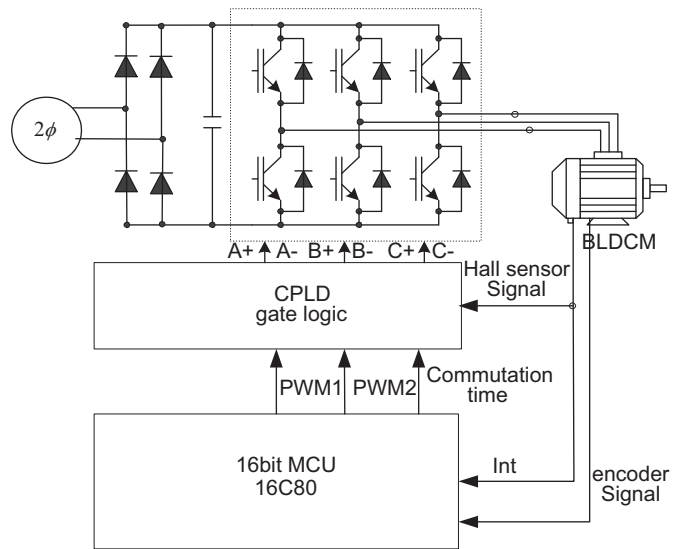 2ϕ
BLDCM
A+ A- B+ B- C+ C-
Hall sensor
Signal
CPLD
gate logic
PWM1 PWM2 Commutation
time
16bit MCU
16C80
Int
encoder
Signal